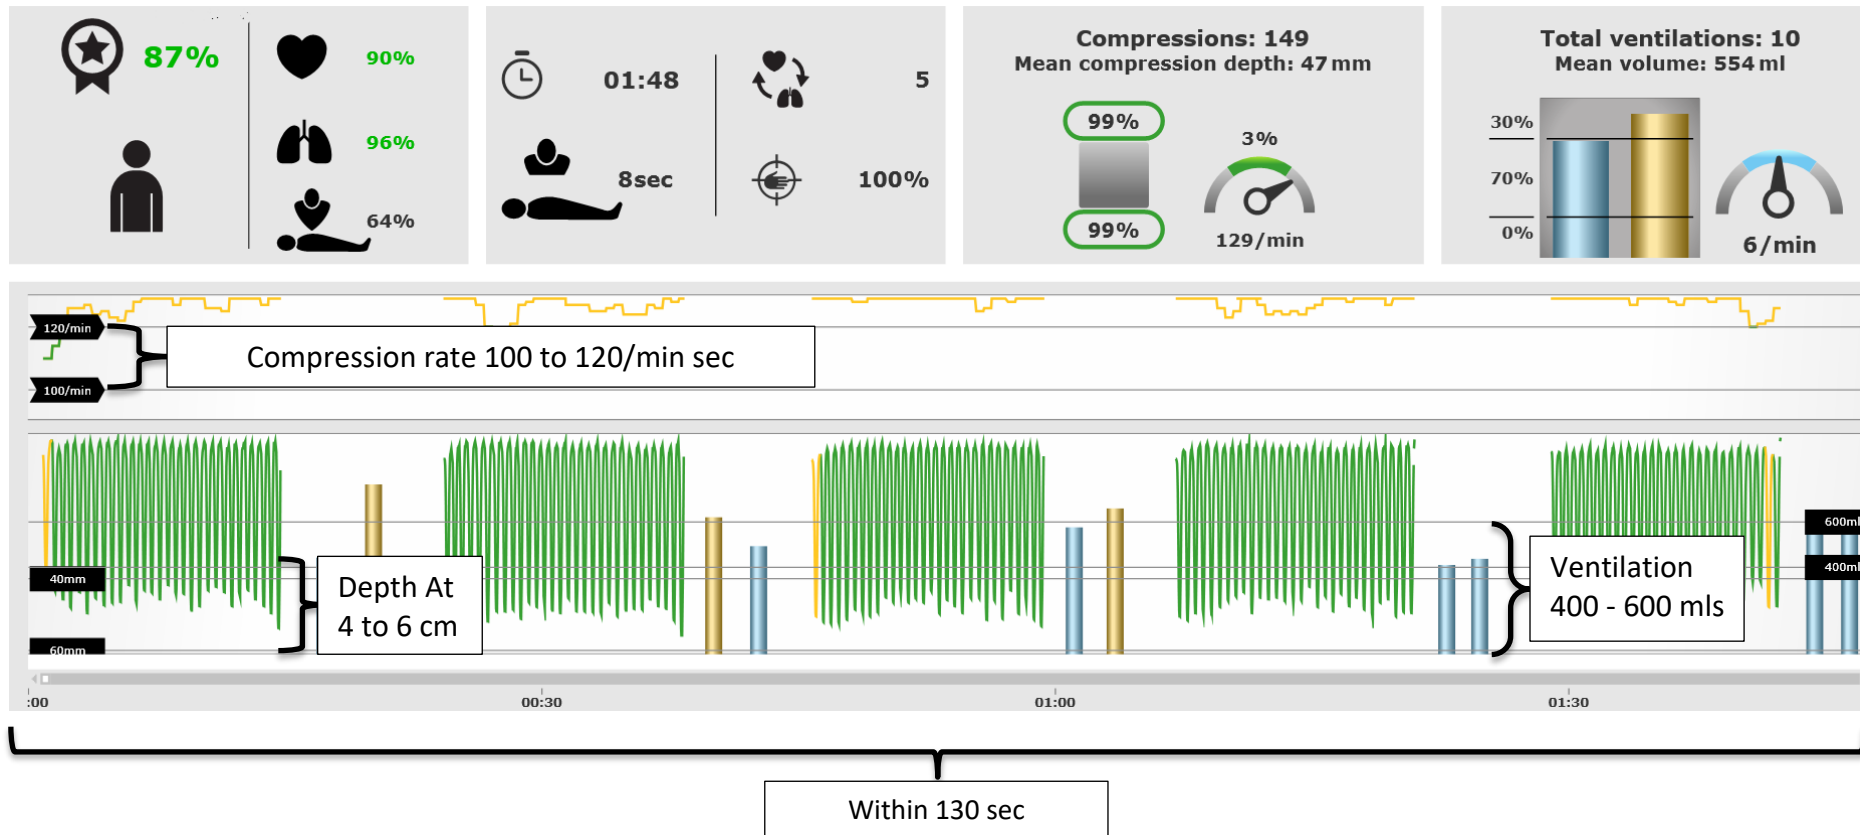 87%
90%
96%
64%
01:48
5
8sec
100%
Compressions: 149
Mean compression depth: 47 mm
99%
99%
3%
129/min
Total ventilations: 10
Mean volume: 554 ml
30%
70%
0%
6/min
120/min
100/min
Compression rate 100 to 120/min sec
40mm
60mm
Depth At
4 to 6 cm
Ventilation
400 - 600 mls
600ml
400ml
:00
00:30
01:00
01:30
Within 130 sec